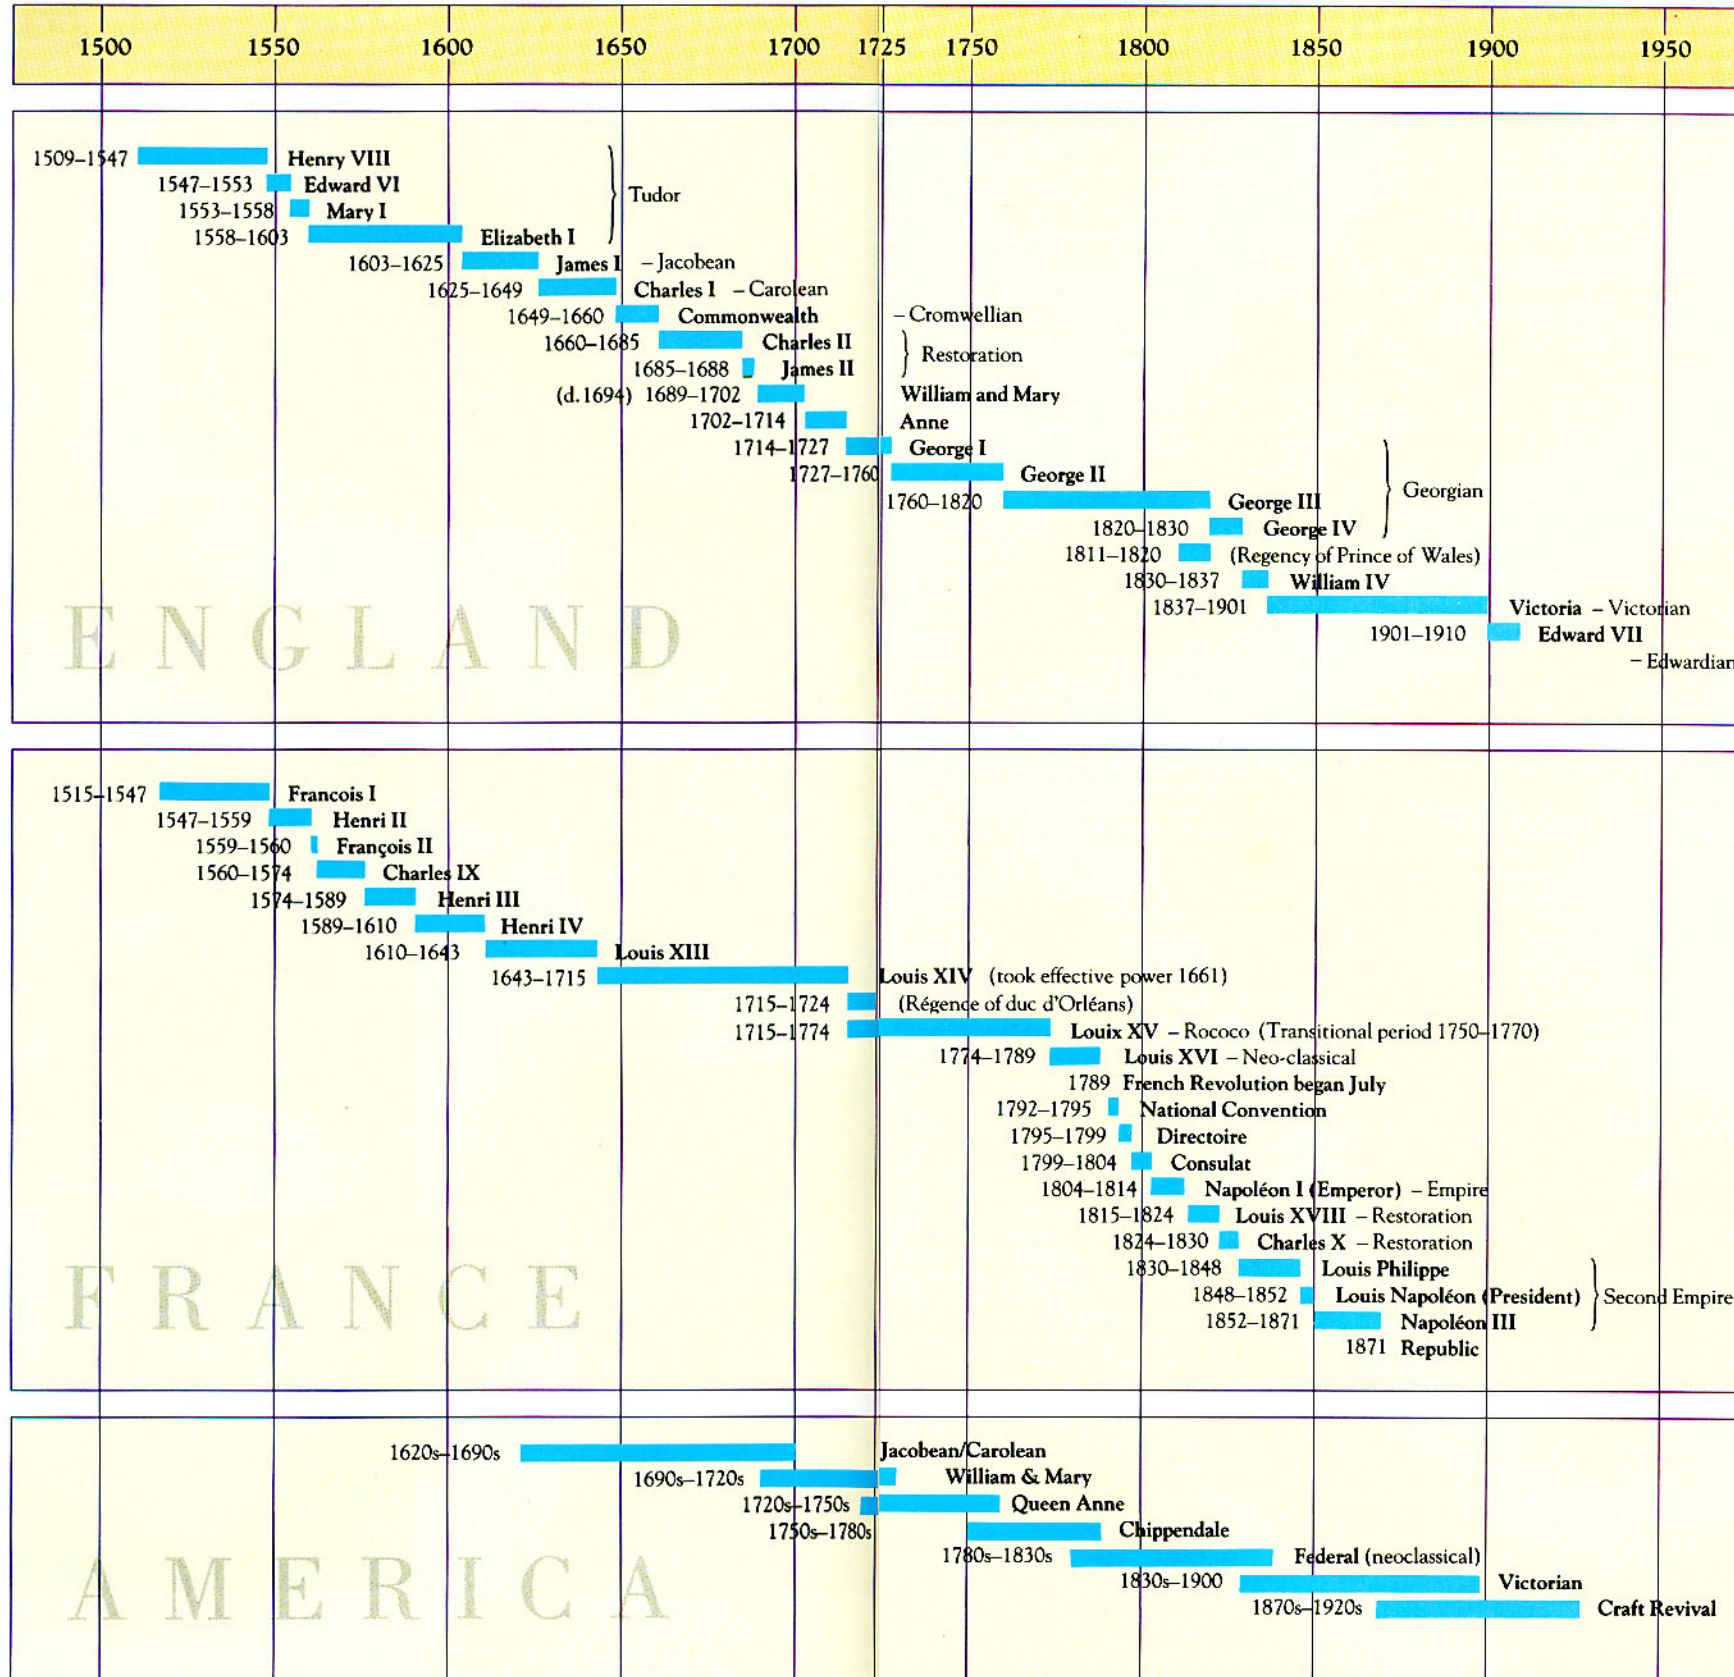 1500 1550 1600 1650 1700 1725 1750 1800 1850 1900 1950
1509–1547 Henry VIII
1547–1553 Edward VI
Tudor
1553–1558 Mary I
1558–1603 Elizabeth I
1603–1625 James I – Jacobean
1625–1649 Charles I – Carolean
1649–1660 Commonwealth – Cromwellian
1660–1685 Charles II
Restoration
1685–1688 James II
(d. 1694) 1689–1702 William and Mary
1702–1714 Anne
1714–1727 George I
1727–1760 George II
Georgian
1760–1820 George III
1820–1830 George IV
1811–1820 (Regency of Prince of Wales)
1830–1837 William IV
1837–1901 Victoria – Victorian
1901–1910 Edward VII
– Edwardian
ENGLAND
1515–1547 Francois I
1547–1559 Henri II
1559–1560 François II
1560–1574 Charles IX
1574–1589 Henri III
1589–1610 Henri IV
1610–1643 Louis XIII
1643–1715 Louis XIV (took effective power 1661)
1715–1724 (Régence of duc d'Orléans)
1715–1774 Louix XV – Rococo (Transitional period 1750–1770)
1774–1789 Louis XVI – Neo-classical
1789 French Revolution began July
1792–1795 National Convention
1795–1799 Directoire
1799–1804 Consulat
1804–1814 Napoléon I (Emperor) – Empire
1815–1824 Louis XVIII – Restoration
1824–1830 Charles X – Restoration
1830–1848 Louis Philippe
1848–1852 Louis Napoléon (President) Second Empire
1852–1871 Napoléon III
1871 Republic
FRANCE
1620s–1690s Jacobean/Carolean
1690s–1720s William & Mary
1720s–1750s Queen Anne
1750s–1780s Chippendale
1780s–1830s Federal (neoclassical)
1830s–1900 Victorian
1870s–1920s Craft Revival
AMERICA